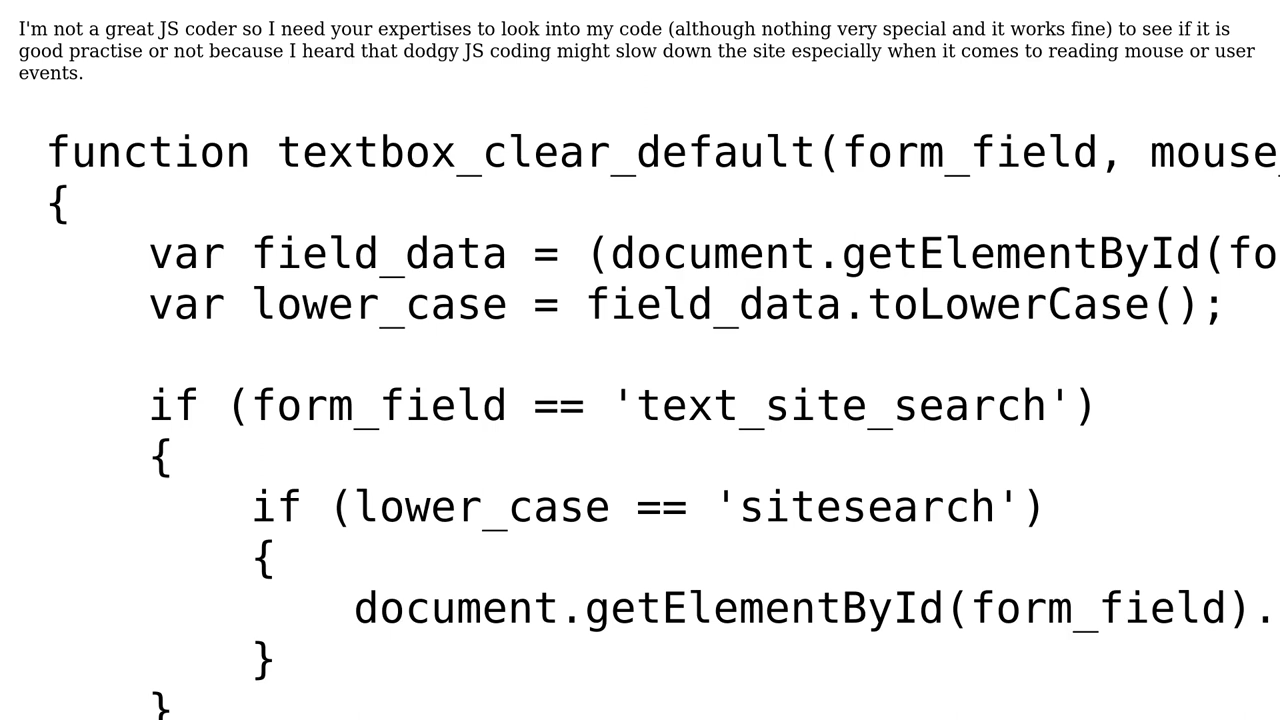 I'm not a great JS coder so I need your expertises to look into my code (although nothing very special and it works fine) to see if it is
good practise or not because I heard that dodgy JS coding might slow down the site especially when it comes to reading mouse or user
events.
function textbox_clear_default(form_field, mouse_
{
    var field_data = (document.getElementById(fo
    var lower_case = field_data.toLowerCase();
    if (form_field == 'text_site_search')
    {
        if (lower_case == 'sitesearch')
        {
            document.getElementById(form_field).
        }
    }